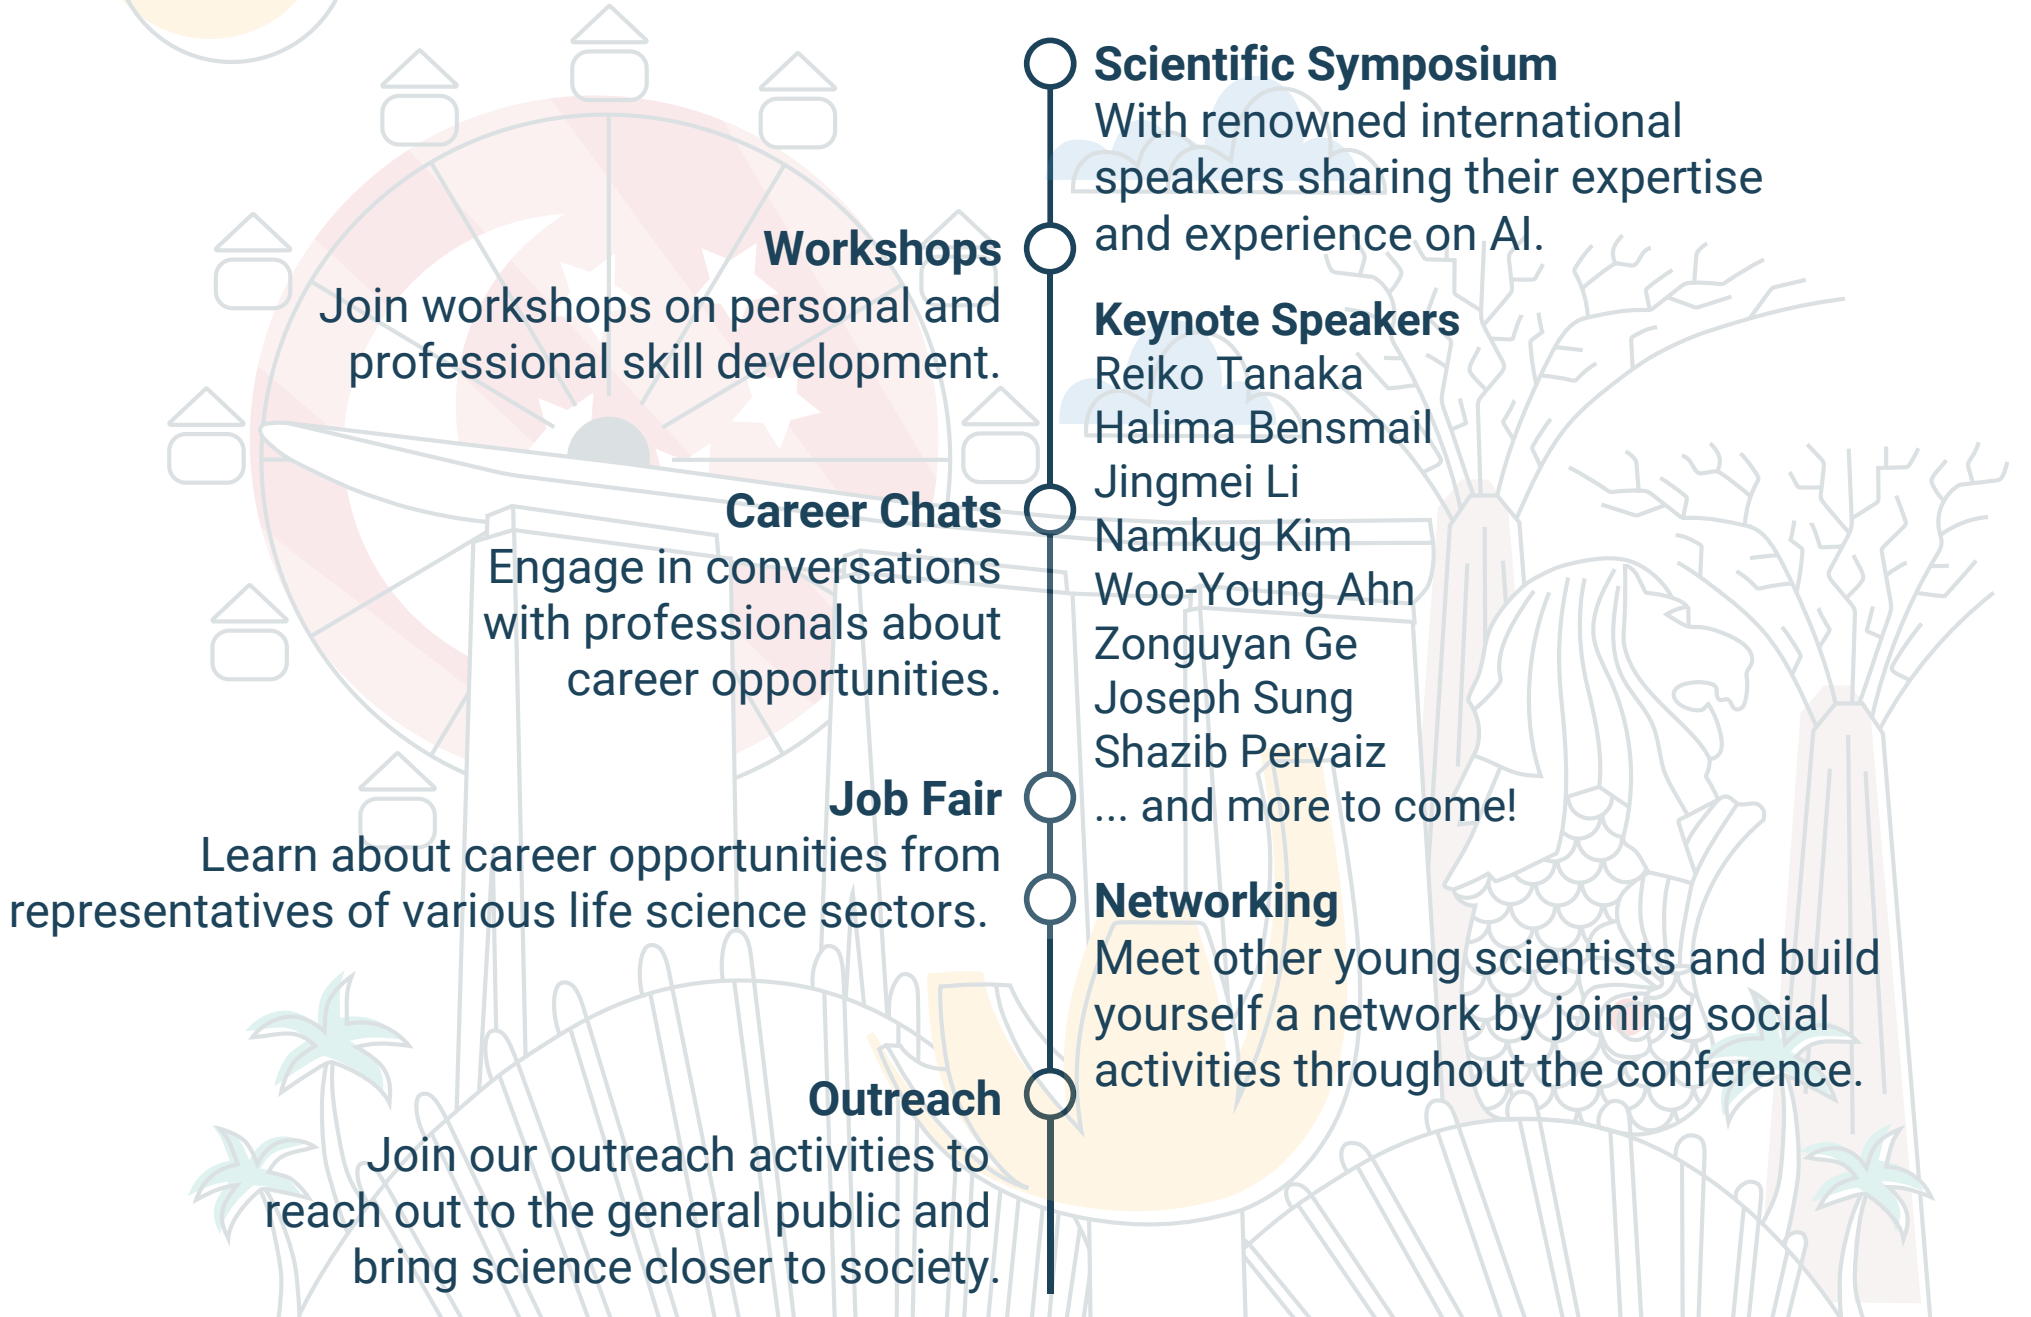 Scientific Symposium
With renowned international
speakers sharing their expertise
and experience on AI.
Workshops
Join workshops on personal and
professional skill development.
Keynote Speakers
Reiko Tanaka
Halima Bensmail
Jingmei Li
Namkug Kim
Woo-Young Ahn
Zonguyan Ge
Joseph Sung
Shazib Pervaiz
... and more to come!
Career Chats
Engage in conversations
with professionals about
career opportunities.
Job Fair
Learn about career opportunities from
representatives of various life science sectors.
Networking
Meet other young scientists and build
yourself a network by joining social
activities throughout the conference.
Outreach
Join our outreach activities to
reach out to the general public and
bring science closer to society.